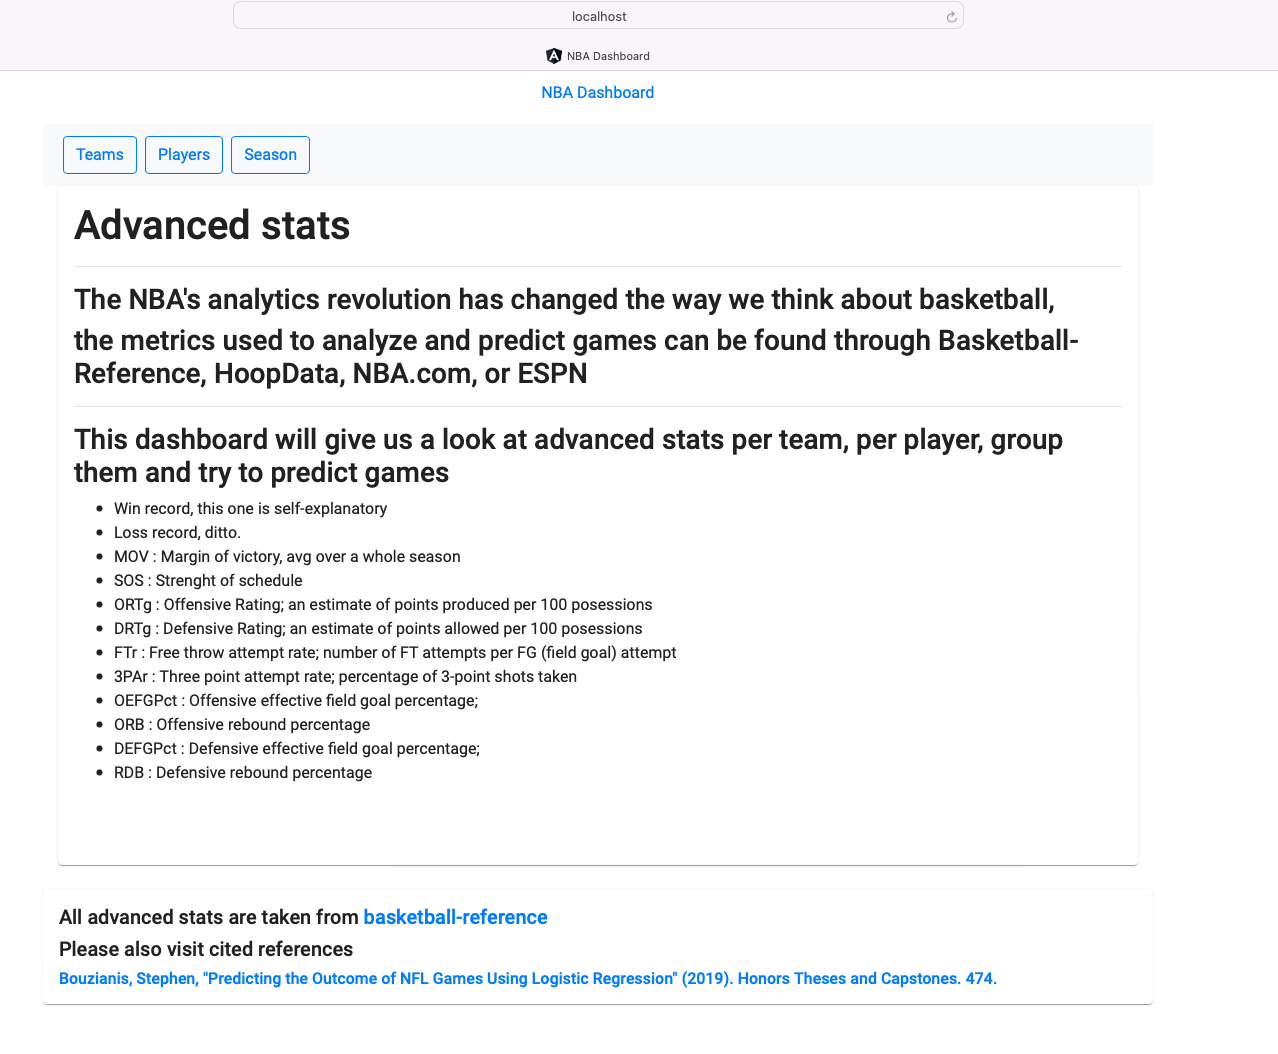 localhost
NBA Dashboard
NBA Dashboard
Teams Players Season
Advanced stats
The NBA's analytics revolution has changed the way we think about basketball,
the metrics used to analyze and predict games can be found through Basketball-
Reference, HoopData, NBA.com, or ESPN
This dashboard will give us a look at advanced stats per team, per player, group
them and try to predict games
• Win record, this one is self-explanatory
• Loss record, ditto.
• MOV : Margin of victory, avg over a whole season
• SOS : Strenght of schedule
• ORTg : Offensive Rating; an estimate of points produced per 100 posessions
• DRTg : Defensive Rating; an estimate of points allowed per 100 posessions
• FTr : Free throw attempt rate; number of FT attempts per FG (field goal) attempt
• 3PAr : Three point attempt rate; percentage of 3-point shots taken
• OEFGPct : Offensive effective field goal percentage;
• ORB : Offensive rebound percentage
• DEFGPct : Defensive effective field goal percentage;
• RDB : Defensive rebound percentage
All advanced stats are taken from basketball-reference
Please also visit cited references
Bouzianis, Stephen, "Predicting the Outcome of NFL Games Using Logistic Regression" (2019). Honors Theses and Capstones. 474.